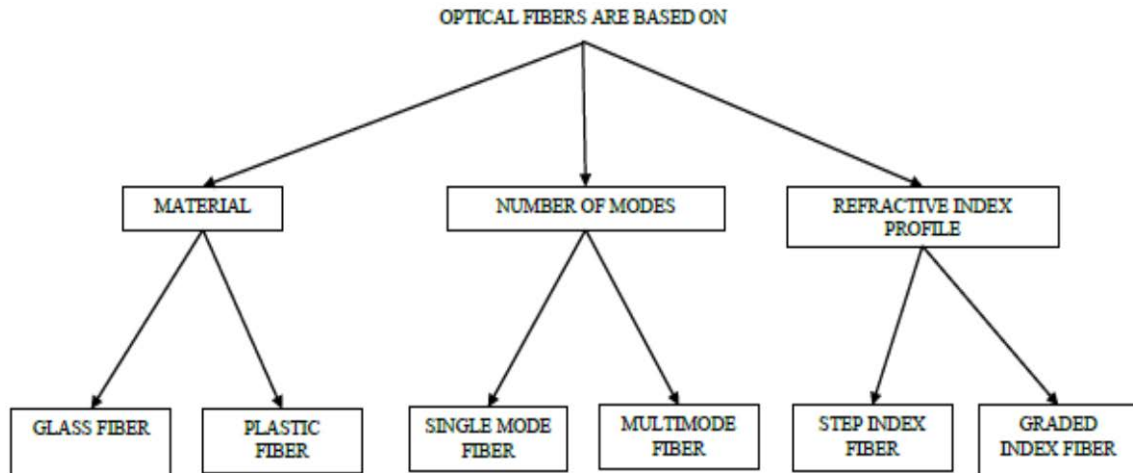 OPTICAL FIBERS ARE BASED ON
MATERIAL
NUMBER OF MODES
REFRACTIVE INDEX
PROFILE
GLASS FIBER
PLASTIC
FIBER
SINGLE MODE
FIBER
MULTIMODE
FIBER
STEP INDEX
FIBER
GRADED
INDEX FIBER